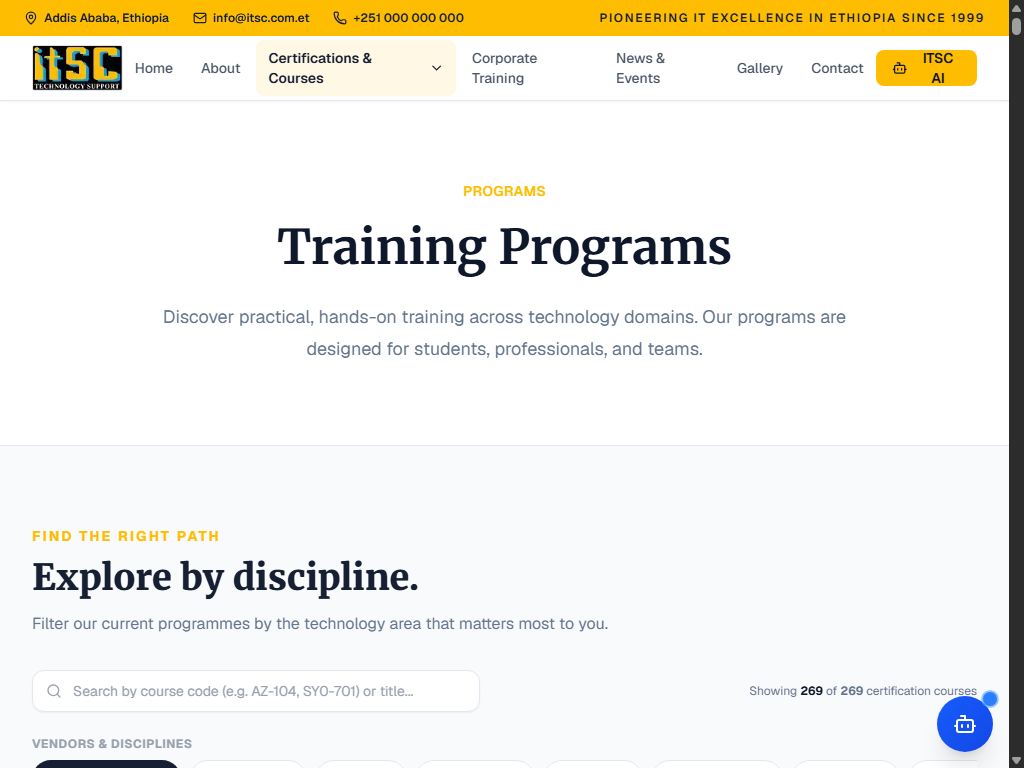 Addis Ababa, Ethiopia
info@itsc.com.et
+251 000 000 000
PIONEERING IT EXCELLENCE IN ETHIOPIA SINCE 1999
itSC
TECHNOLOGY SUPPORT
Home
About
Certifications &
Courses
Corporate
Training
News &
Events
Gallery
Contact
ITSC
AI
PROGRAMS
Training Programs
Discover practical, hands-on training across technology domains. Our programs are
designed for students, professionals, and teams.
FIND THE RIGHT PATH
Explore by discipline.
Filter our current programmes by the technology area that matters most to you.
Search by course code (e.g. AZ-104, SY0-701) or title...
Showing 269 of 269 certification courses
VENDORS & DISCIPLINES